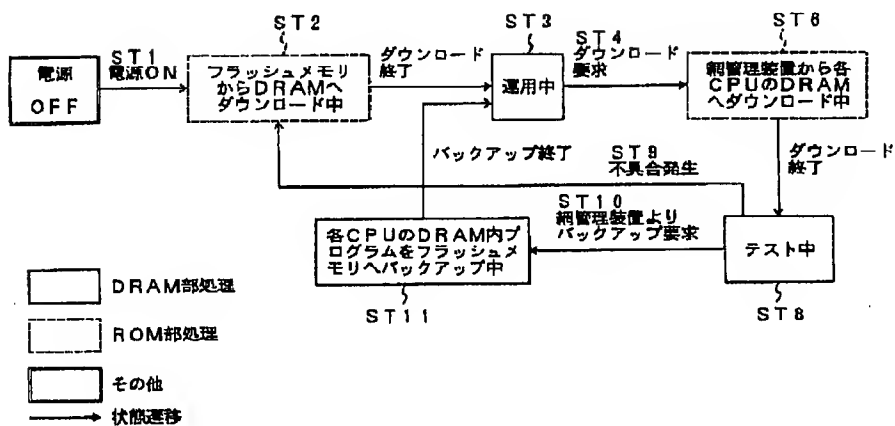 ST2
ST3
ST4
ダウンロード
要求
ST6
ST1
電源ON
ダウンロード
終了
電源
OFF
フラッシュメモリ
からDRAMへ
ダウンロード中
運用中
網管理装置から各
CPUのDRAM
へダウンロード中
バックアップ終了
ST9
不具合発生
ダウンロード
終了
ST10
網管理装置より
バックアップ要求
各CPUのDRAM内プ
ログラムをフラッシュメ
モリへバックアップ中
テスト中
ST11
ST8
DRAM部処理
ROM部処理
その他
状態遷移